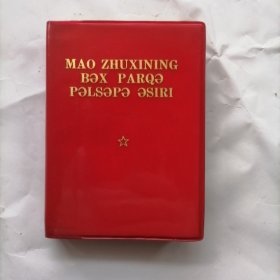 MAO ZHUXINING
BƏX PARQƏ
PƏLSƏPƏ ƏSIRI